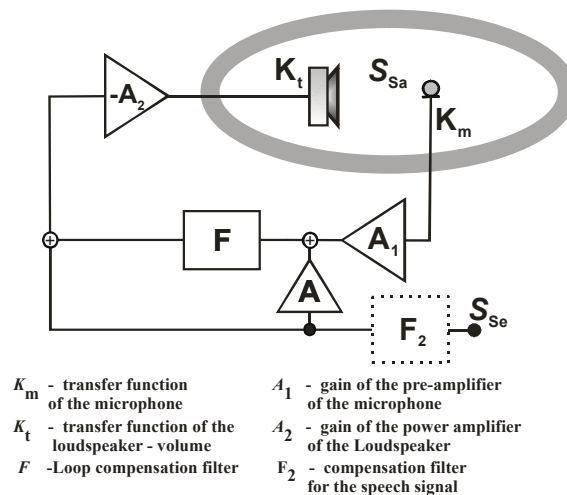 -A2
Kt
SSa
Km
F
A1
A
F2
SSe
Km - transfer function
of the microphone
Kt - transfer function of the
loudspeaker - volume
F -Loop compensation filter
A1 - gain of the pre-amplifier
of the microphone
A2 - gain of the power amplifier
of the Loudspeaker
F2 - compensation filter
for the speech signal